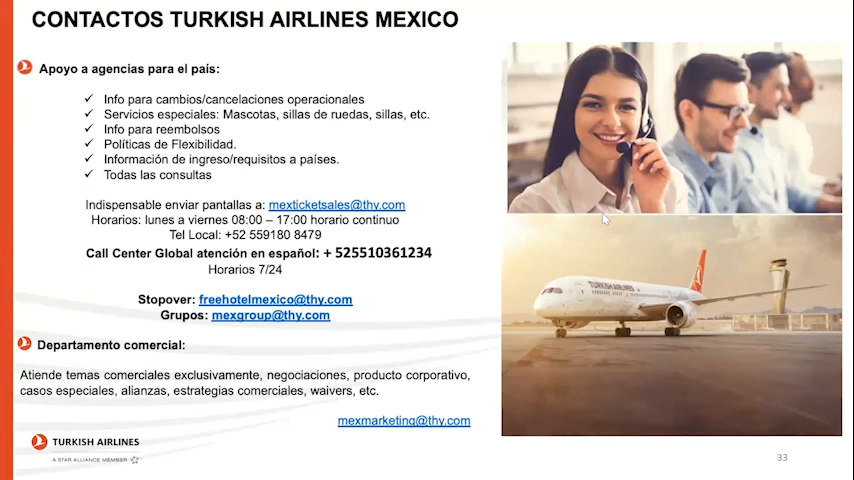 CONTACTOS TURKISH AIRLINES MEXICO
Apoyo a agencias para el país:
✓ Info para cambios/cancelaciones operacionales
✓ Servicios especiales: Mascotas, sillas de ruedas, sillas, etc.
✓ Info para reembolsos
✓ Políticas de Flexibilidad.
✓ Información de ingreso/requisitos a países.
✓ Todas las consultas
Indispensable enviar pantallas a: mexticketsales@thy.com
Horarios: lunes a viernes 08:00 – 17:00 horario continuo
Tel Local: +52 559180 8479
Call Center Global atención en español: + 525510361234
Horarios 7/24
Stopover: freehotelmexico@thy.com
Grupos: mexgroup@thy.com
Departamento comercial:
Atiende temas comerciales exclusivamente, negociaciones, producto corporativo,
casos especiales, alianzas, estrategias comerciales, waivers, etc.
mexmarketing@thy.com
TURKISH AIRLINES
A STAR ALLIANCE MEMBER
TURKISH AIRLINES
33